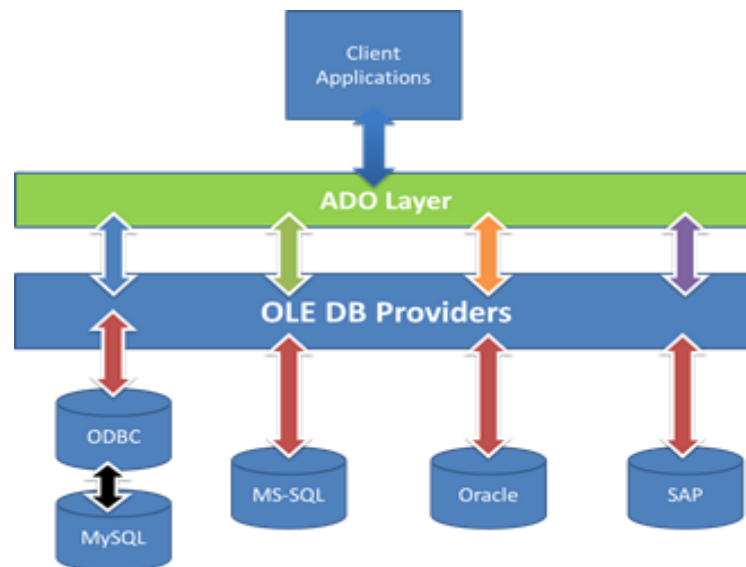 Client
Applications
ADO Layer
OLE DB Providers
ODBC
MS-SQL
Oracle
SAP
MySQL